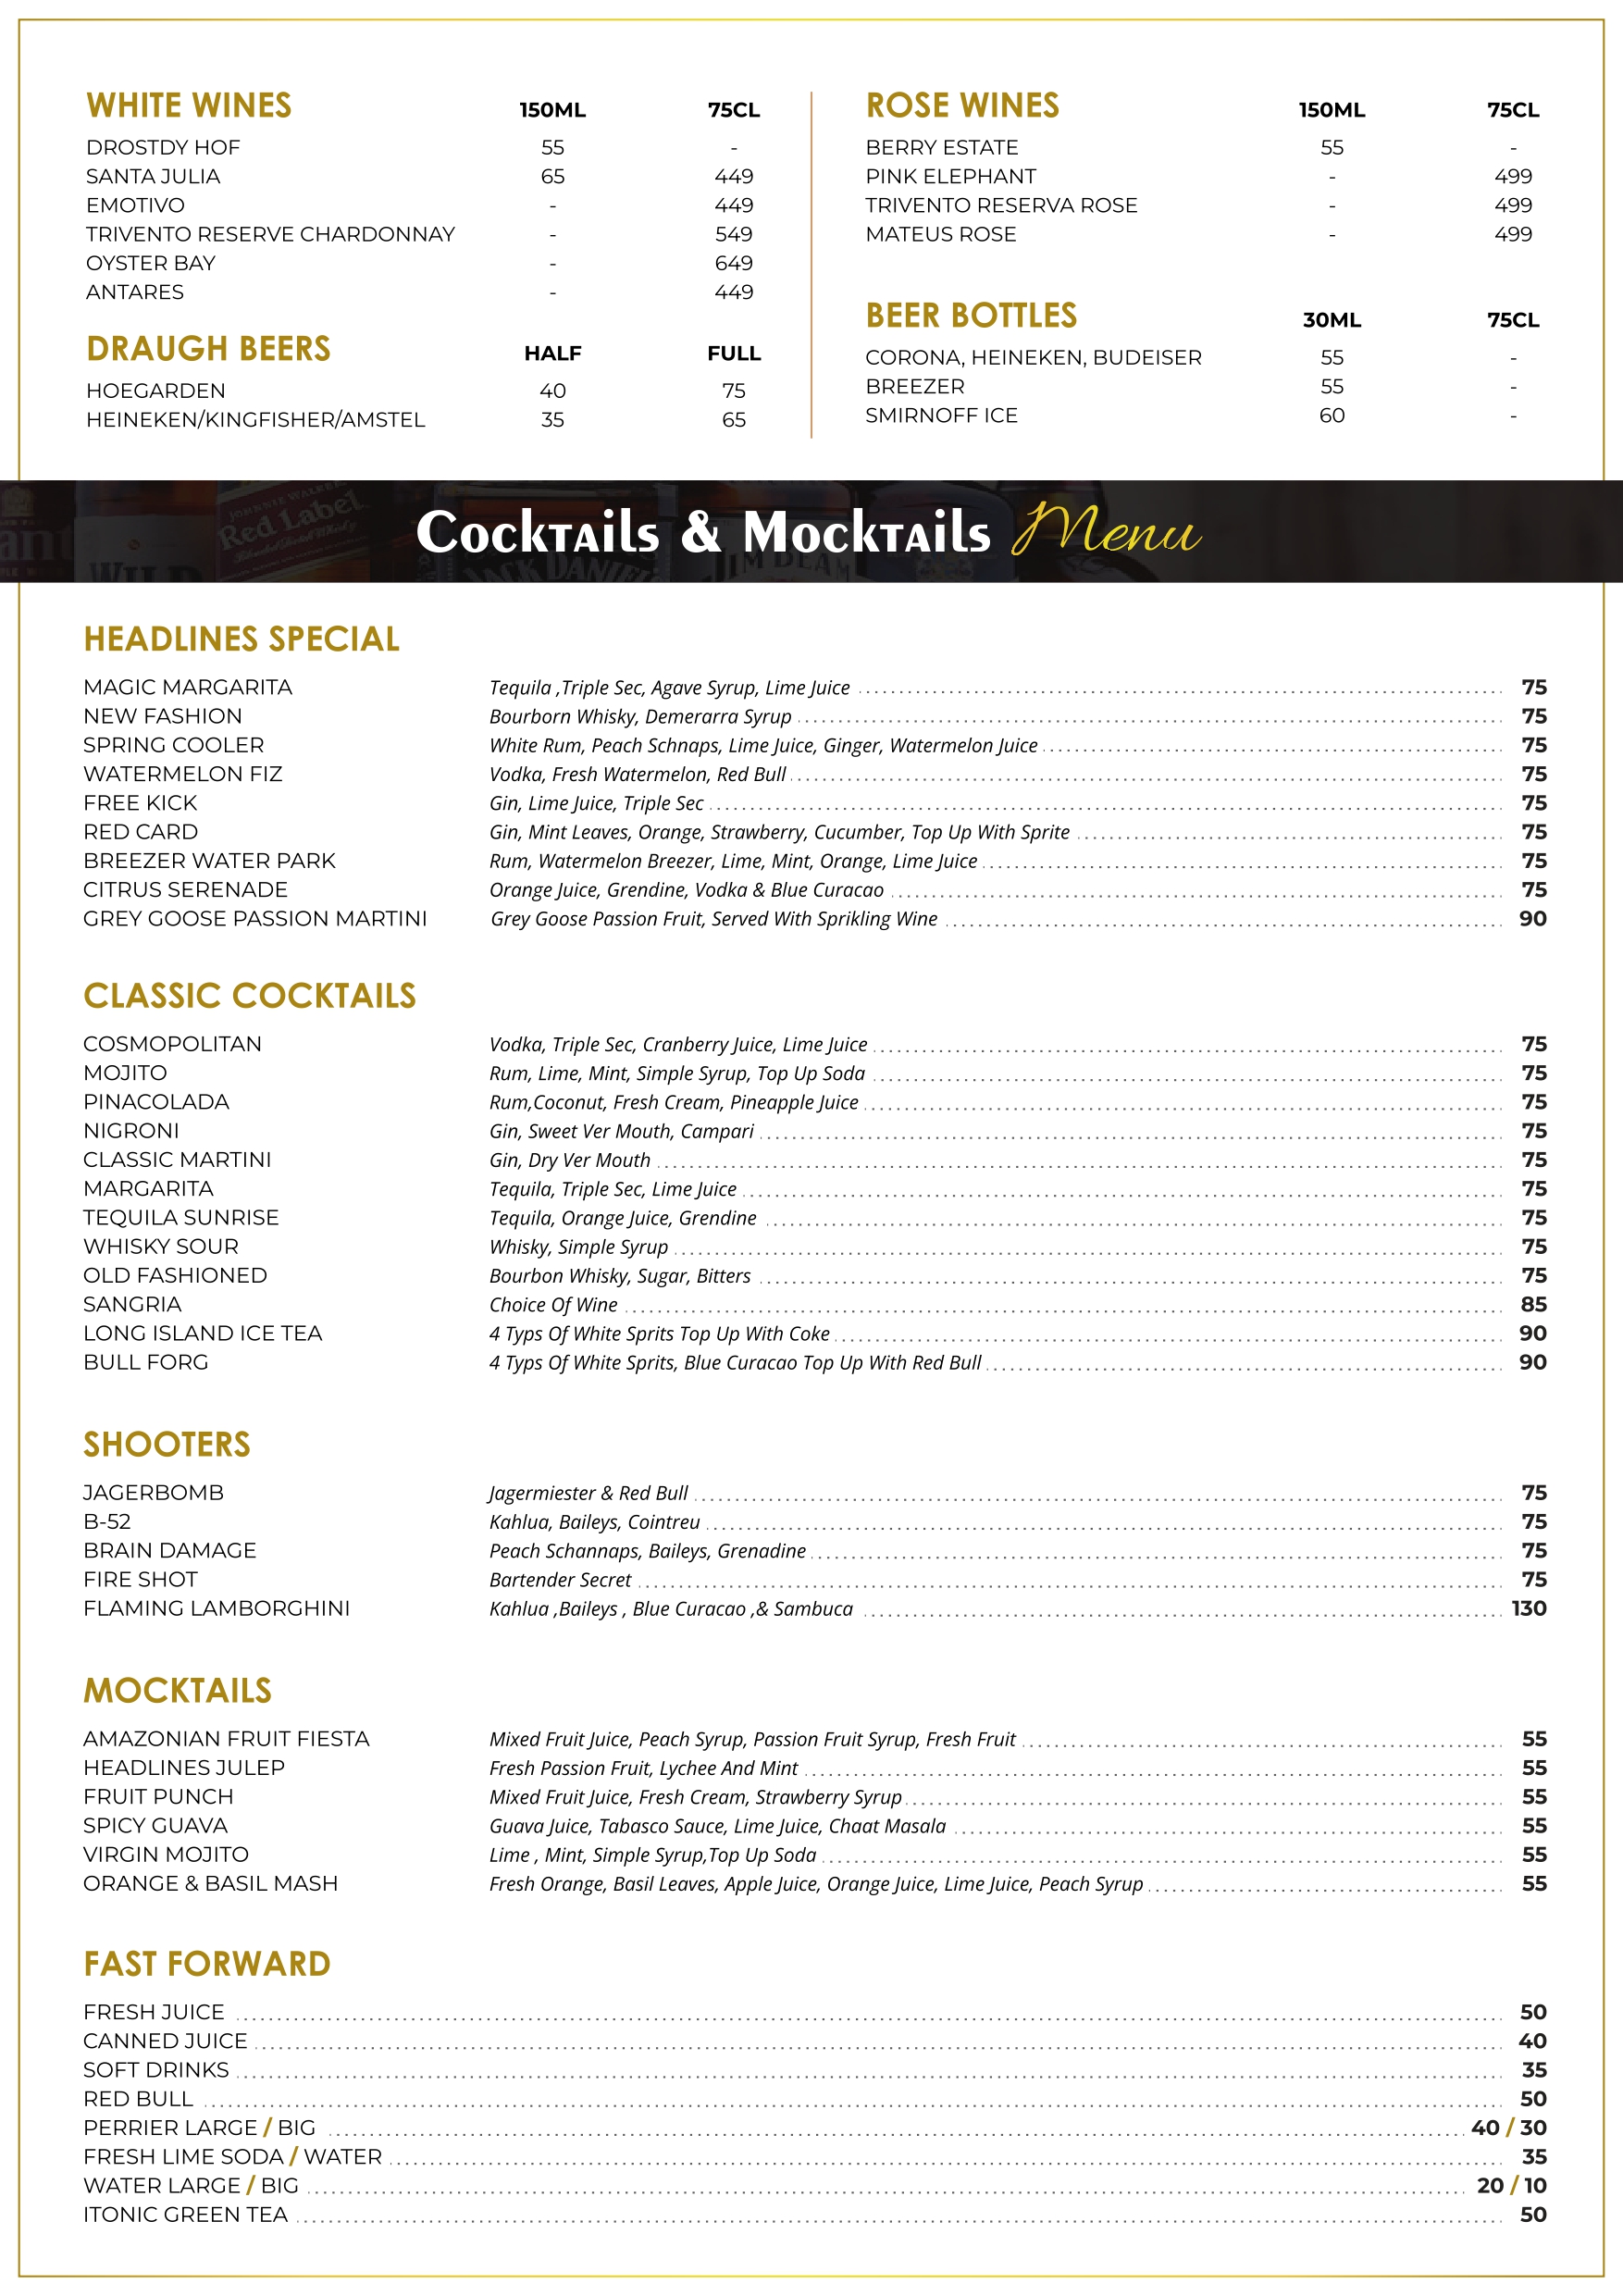 WHITE WINES 150ML 75CL
DROSTDY HOF 55 -
SANTA JULIA 65 449
EMOTIVO - 449
TRIVENTO RESERVE CHARDONNAY - 549
OYSTER BAY - 649
ANTARES - 449
DRAUGH BEERS HALF FULL
HOEGARDEN 40 75
HEINEKEN/KINGFISHER/AMSTEL 35 65
ROSE WINES 150ML 75CL
BERRY ESTATE 55 -
PINK ELEPHANT - 499
TRIVENTO RESERVA ROSE - 499
MATEUS ROSE - 499
BEER BOTTLES 30ML 75CL
CORONA, HEINEKEN, BUDEISER 55 -
BREEZER 55 -
SMIRNOFF ICE 60 -
Cocktails & Mocktails Menu
JOHNNIE WALKER
Red Label
WILD
JACK DANIEL
JIM BEAM
HEADLINES SPECIAL
MAGIC MARGARITA Tequila ,Triple Sec, Agave Syrup, Lime Juice 75
NEW FASHION Bourborn Whisky, Demerarra Syrup 75
SPRING COOLER White Rum, Peach Schnaps, Lime Juice, Ginger, Watermelon Juice 75
WATERMELON FIZ Vodka, Fresh Watermelon, Red Bull 75
FREE KICK Gin, Lime Juice, Triple Sec 75
RED CARD Gin, Mint Leaves, Orange, Strawberry, Cucumber, Top Up With Sprite 75
BREEZER WATER PARK Rum, Watermelon Breezer, Lime, Mint, Orange, Lime Juice 75
CITRUS SERENADE Orange Juice, Grendine, Vodka & Blue Curacao 75
GREY GOOSE PASSION MARTINI Grey Goose Passion Fruit, Served With Sprikling Wine 90
CLASSIC COCKTAILS
COSMOPOLITAN Vodka, Triple Sec, Cranberry Juice, Lime Juice 75
MOJITO Rum, Lime, Mint, Simple Syrup, Top Up Soda 75
PINACOLADA Rum,Coconut, Fresh Cream, Pineapple Juice 75
NIGRONI Gin, Sweet Ver Mouth, Campari 75
CLASSIC MARTINI Gin, Dry Ver Mouth 75
MARGARITA Tequila, Triple Sec, Lime Juice 75
TEQUILA SUNRISE Tequila, Orange Juice, Grendine 75
WHISKY SOUR Whisky, Simple Syrup 75
OLD FASHIONED Bourbon Whisky, Sugar, Bitters 75
SANGRIA Choice Of Wine 85
LONG ISLAND ICE TEA 4 Typs Of White Sprits Top Up With Coke 90
BULL FORG 4 Typs Of White Sprits, Blue Curacao Top Up With Red Bull 90
SHOOTERS
JAGERBOMB Jagermiester & Red Bull 75
B-52 Kahlua, Baileys, Cointreu 75
BRAIN DAMAGE Peach Schannaps, Baileys, Grenadine 75
FIRE SHOT Bartender Secret 75
FLAMING LAMBORGHINI Kahlua ,Baileys , Blue Curacao ,& Sambuca 130
MOCKTAILS
AMAZONIAN FRUIT FIESTA Mixed Fruit Juice, Peach Syrup, Passion Fruit Syrup, Fresh Fruit 55
HEADLINES JULEP Fresh Passion Fruit, Lychee And Mint 55
FRUIT PUNCH Mixed Fruit Juice, Fresh Cream, Strawberry Syrup 55
SPICY GUAVA Guava Juice, Tabasco Sauce, Lime Juice, Chaat Masala 55
VIRGIN MOJITO Lime , Mint, Simple Syrup,Top Up Soda 55
ORANGE & BASIL MASH Fresh Orange, Basil Leaves, Apple Juice, Orange Juice, Lime Juice, Peach Syrup 55
FAST FORWARD
FRESH JUICE 50
CANNED JUICE 40
SOFT DRINKS 35
RED BULL 50
PERRIER LARGE / BIG 40 / 30
FRESH LIME SODA / WATER 35
WATER LARGE / BIG 20 / 10
ITONIC GREEN TEA 50